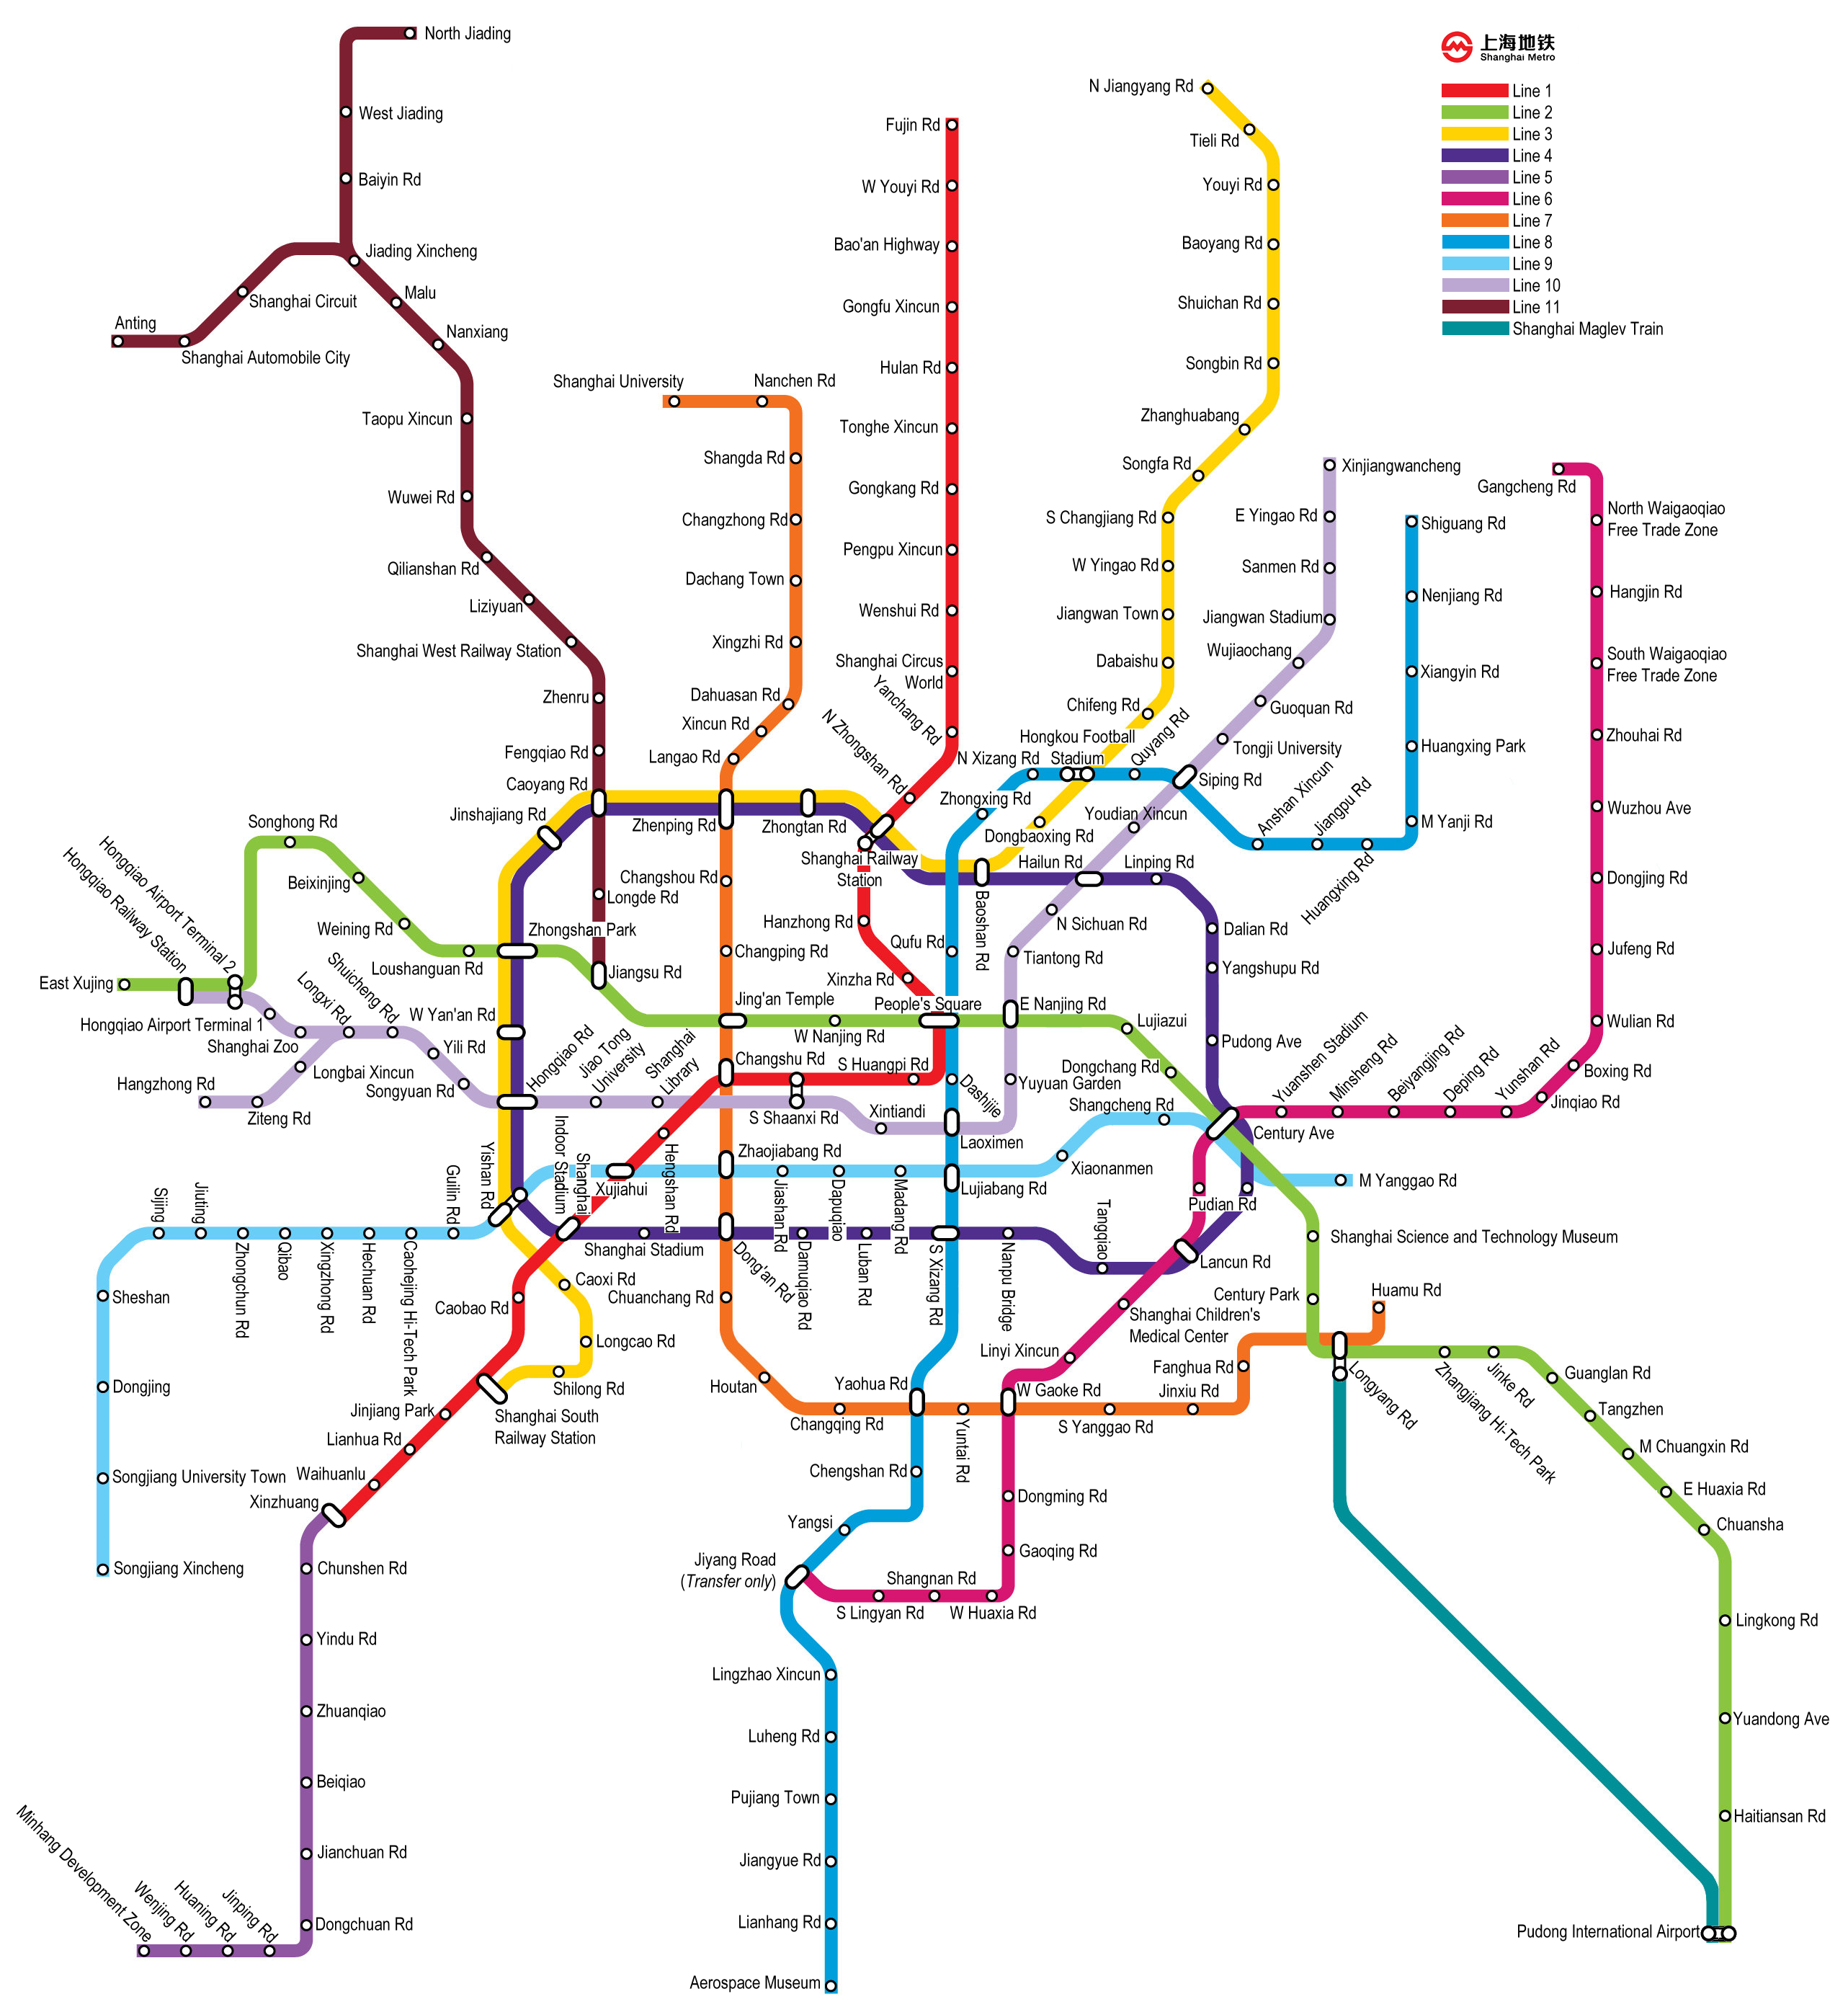 上海地铁
Shanghai Metro
Line 1
Line 2
Line 3
Line 4
Line 5
Line 6
Line 7
Line 8
Line 9
Line 10
Line 11
Shanghai Maglev Train
North Jiading
West Jiading
Baiyin Rd
Jiading Xincheng
Shanghai Circuit
Malu
Anting
Nanxiang
Shanghai Automobile City
Taopu Xincun
Wuwei Rd
Qilianshan Rd
Liziyuan
Shanghai West Railway Station
Zhenru
Fengqiao Rd
Caoyang Rd
Longde Rd
Jiangsu Rd
Shanghai University
Nanchen Rd
Shangda Rd
Changzhong Rd
Dachang Town
Xingzhi Rd
Dahuasan Rd
Xincun Rd
Langao Rd
Zhenping Rd
Changshou Rd
Changping Rd
Jing'an Temple
Changshu Rd
Zhaojiabang Rd
Dong'an Rd
Chuanchang Rd
Houtan
Changqing Rd
Yaohua Rd
Yuntai Rd
W Gaoke Rd
S Yanggao Rd
Jinxiu Rd
Fanghua Rd
Longyang Rd
Huamu Rd
Fujin Rd
W Youyi Rd
Bao'an Highway
Gongfu Xincun
Hulan Rd
Tonghe Xincun
Gongkang Rd
Pengpu Xincun
Wenshui Rd
Shanghai Circus
World
Yanchang Rd
N Zhongshan Rd
Shanghai Railway
Station
Hanzhong Rd
Xinzha Rd
People's Square
S Huangpi Rd
S Shaanxi Rd
Hengshan Rd
Xujiahui
Shanghai
Indoor Stadium
Caobao Rd
Shanghai South
Railway Station
Jinjiang Park
Lianhua Rd
Waihuanlu
Xinzhuang
N Jiangyang Rd
Tieli Rd
Youyi Rd
Baoyang Rd
Shuichan Rd
Songbin Rd
Zhanghuabang
Songfa Rd
S Changjiang Rd
W Yingao Rd
Jiangwan Town
Dabaishu
Chifeng Rd
Hongkou Football
Stadium
Dongbaoxing Rd
Baoshan Rd
Zhongtan Rd
Jinshajiang Rd
Zhongshan Park
W Yan'an Rd
Hongqiao Rd
Yishan Rd
Caoxi Rd
Longcao Rd
Shilong Rd
Xinjiangwancheng
E Yingao Rd
Sanmen Rd
Jiangwan Stadium
Wujiaochang
Guoquan Rd
Tongji University
Siping Rd
Youdian Xincun
Hailun Rd
N Sichuan Rd
Tiantong Rd
E Nanjing Rd
Yuyuan Garden
Laoximen
Xintiandi
Shanghai
Library
Jiao Tong
University
Songyuan Rd
Yili Rd
Shuicheng Rd
Longxi Rd
Shanghai Zoo
Hongqiao Airport Terminal 1
Hongqiao Airport Terminal 2
Hongqiao Railway Station
Longbai Xincun
Ziteng Rd
Hangzhong Rd
Shiguang Rd
Nenjiang Rd
Xiangyin Rd
Huangxing Park
M Yanji Rd
Huangxing Rd
Jiangpu Rd
Anshan Xincun
Quyang Rd
N Xizang Rd
Zhongxing Rd
Qufu Rd
Dashijie
Lujiabang Rd
S Xizang Rd
Chengshan Rd
Yangsi
Jiyang Road
(Transfer only)
Lingzhao Xincun
Luheng Rd
Pujiang Town
Jiangyue Rd
Lianhang Rd
Aerospace Museum
Gangcheng Rd
North Waigaoqiao
Free Trade Zone
Hangjin Rd
South Waigaoqiao
Free Trade Zone
Zhouhai Rd
Wuzhou Ave
Dongjing Rd
Jufeng Rd
Wulian Rd
Boxing Rd
Jinqiao Rd
Yunshan Rd
Deping Rd
Beiyangjing Rd
Minsheng Rd
Yuanshen Stadium
Century Ave
Pudian Rd
Lancun Rd
Shanghai Children's
Medical Center
Linyi Xincun
Dongming Rd
Gaoqing Rd
W Huaxia Rd
Shangnan Rd
S Lingyan Rd
East Xujing
Songhong Rd
Beixinjing
Weining Rd
Loushanguan Rd
W Nanjing Rd
Lujiazui
Dongchang Rd
Shanghai Science and Technology Museum
Century Park
Zhangjiang Hi-Tech Park
Jinke Rd
Guanglan Rd
Tangzhen
M Chuangxin Rd
E Huaxia Rd
Chuansha
Lingkong Rd
Yuandong Ave
Haitiansan Rd
Pudong International Airport
Linping Rd
Dalian Rd
Yangshupu Rd
Pudong Ave
Tangqiao
Nanpu Bridge
Luban Rd
Damuqiao Rd
Shanghai Stadium
M Yanggao Rd
Shangcheng Rd
Xiaonanmen
Madang Rd
Dapuqiao
Jiashan Rd
Guilin Rd
Caohejing Hi-Tech Park
Hechuan Rd
Xingzhong Rd
Qibao
Zhongchun Rd
Jiuting
Sijing
Sheshan
Dongjing
Songjiang University Town
Songjiang Xincheng
Chunshen Rd
Yindu Rd
Zhuanqiao
Beiqiao
Jianchuan Rd
Dongchuan Rd
Jinping Rd
Huaning Rd
Wenjing Rd
Minhang Development Zone